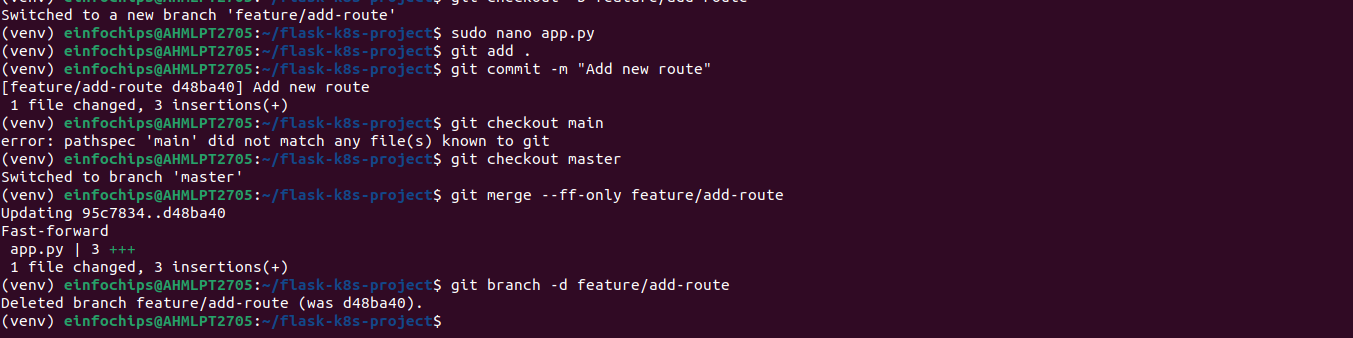 Switched to a new branch 'feature/add-route'
(venv) einfochips@AHMLPT2705:~/flask-k8s-project$ sudo nano app.py
(venv) einfochips@AHMLPT2705:~/flask-k8s-project$ git add .
(venv) einfochips@AHMLPT2705:~/flask-k8s-project$ git commit -m "Add new route"
[feature/add-route d48ba40] Add new route
 1 file changed, 3 insertions(+)
(venv) einfochips@AHMLPT2705:~/flask-k8s-project$ git checkout main
error: pathspec 'main' did not match any file(s) known to git
(venv) einfochips@AHMLPT2705:~/flask-k8s-project$ git checkout master
Switched to branch 'master'
(venv) einfochips@AHMLPT2705:~/flask-k8s-project$ git merge --ff-only feature/add-route
Updating 95c7834..d48ba40
Fast-forward
 app.py | 3 +++
 1 file changed, 3 insertions(+)
(venv) einfochips@AHMLPT2705:~/flask-k8s-project$ git branch -d feature/add-route
Deleted branch feature/add-route (was d48ba40).
(venv) einfochips@AHMLPT2705:~/flask-k8s-project$